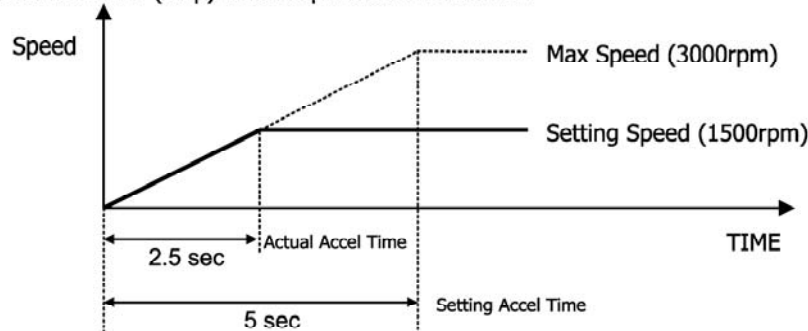 Speed
Max Speed (3000rpm)
Setting Speed (1500rpm)
TIME
Actual Accel Time
2.5 sec
Setting Accel Time
5 sec